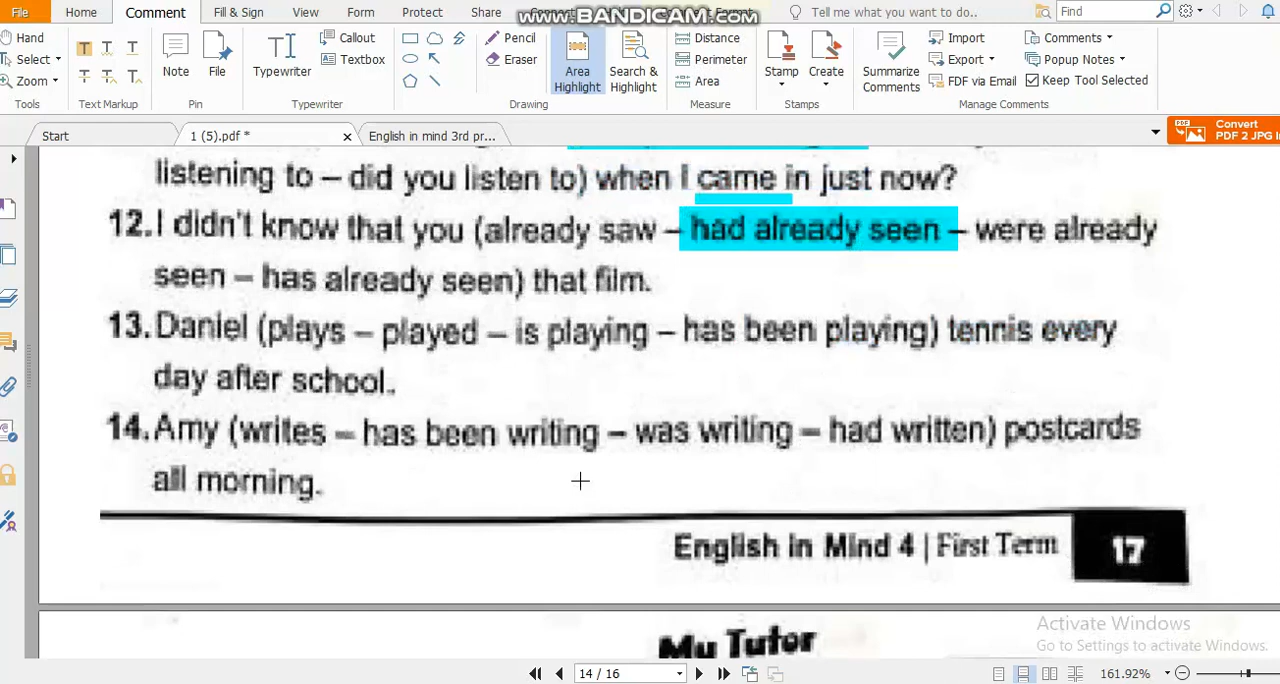 File Home Comment Fill & Sign View Form Protect Share Tell me what you want to do.. Find
www.BANDICAM.com
Hand Select Zoom Tools
Text Markup
Note File Pin
Typewriter Callout Textbox Typewriter
Pencil Eraser Drawing
Area Highlight Search & Highlight
Distance Perimeter Area Measure
Stamp Create Stamps
Summarize Comments Import Export FDF via Email Comments Popup Notes Keep Tool Selected Manage Comments
Start 1 (5).pdf * English in mind 3rd pr... Convert PDF 2 JPG
listening to – did you listen to) when I came in just now?
12. I didn't know that you (already saw – had already seen – were already
seen – has already seen) that film.
13. Daniel (plays – played – is playing – has been playing) tennis every
day after school.
14. Amy (writes – has been writing – was writing – had written) postcards
all morning.
English in Mind 4 | First Term 17
Activate Windows
Go to Settings to activate Windows.
My Tutor
14 / 16 161.92%